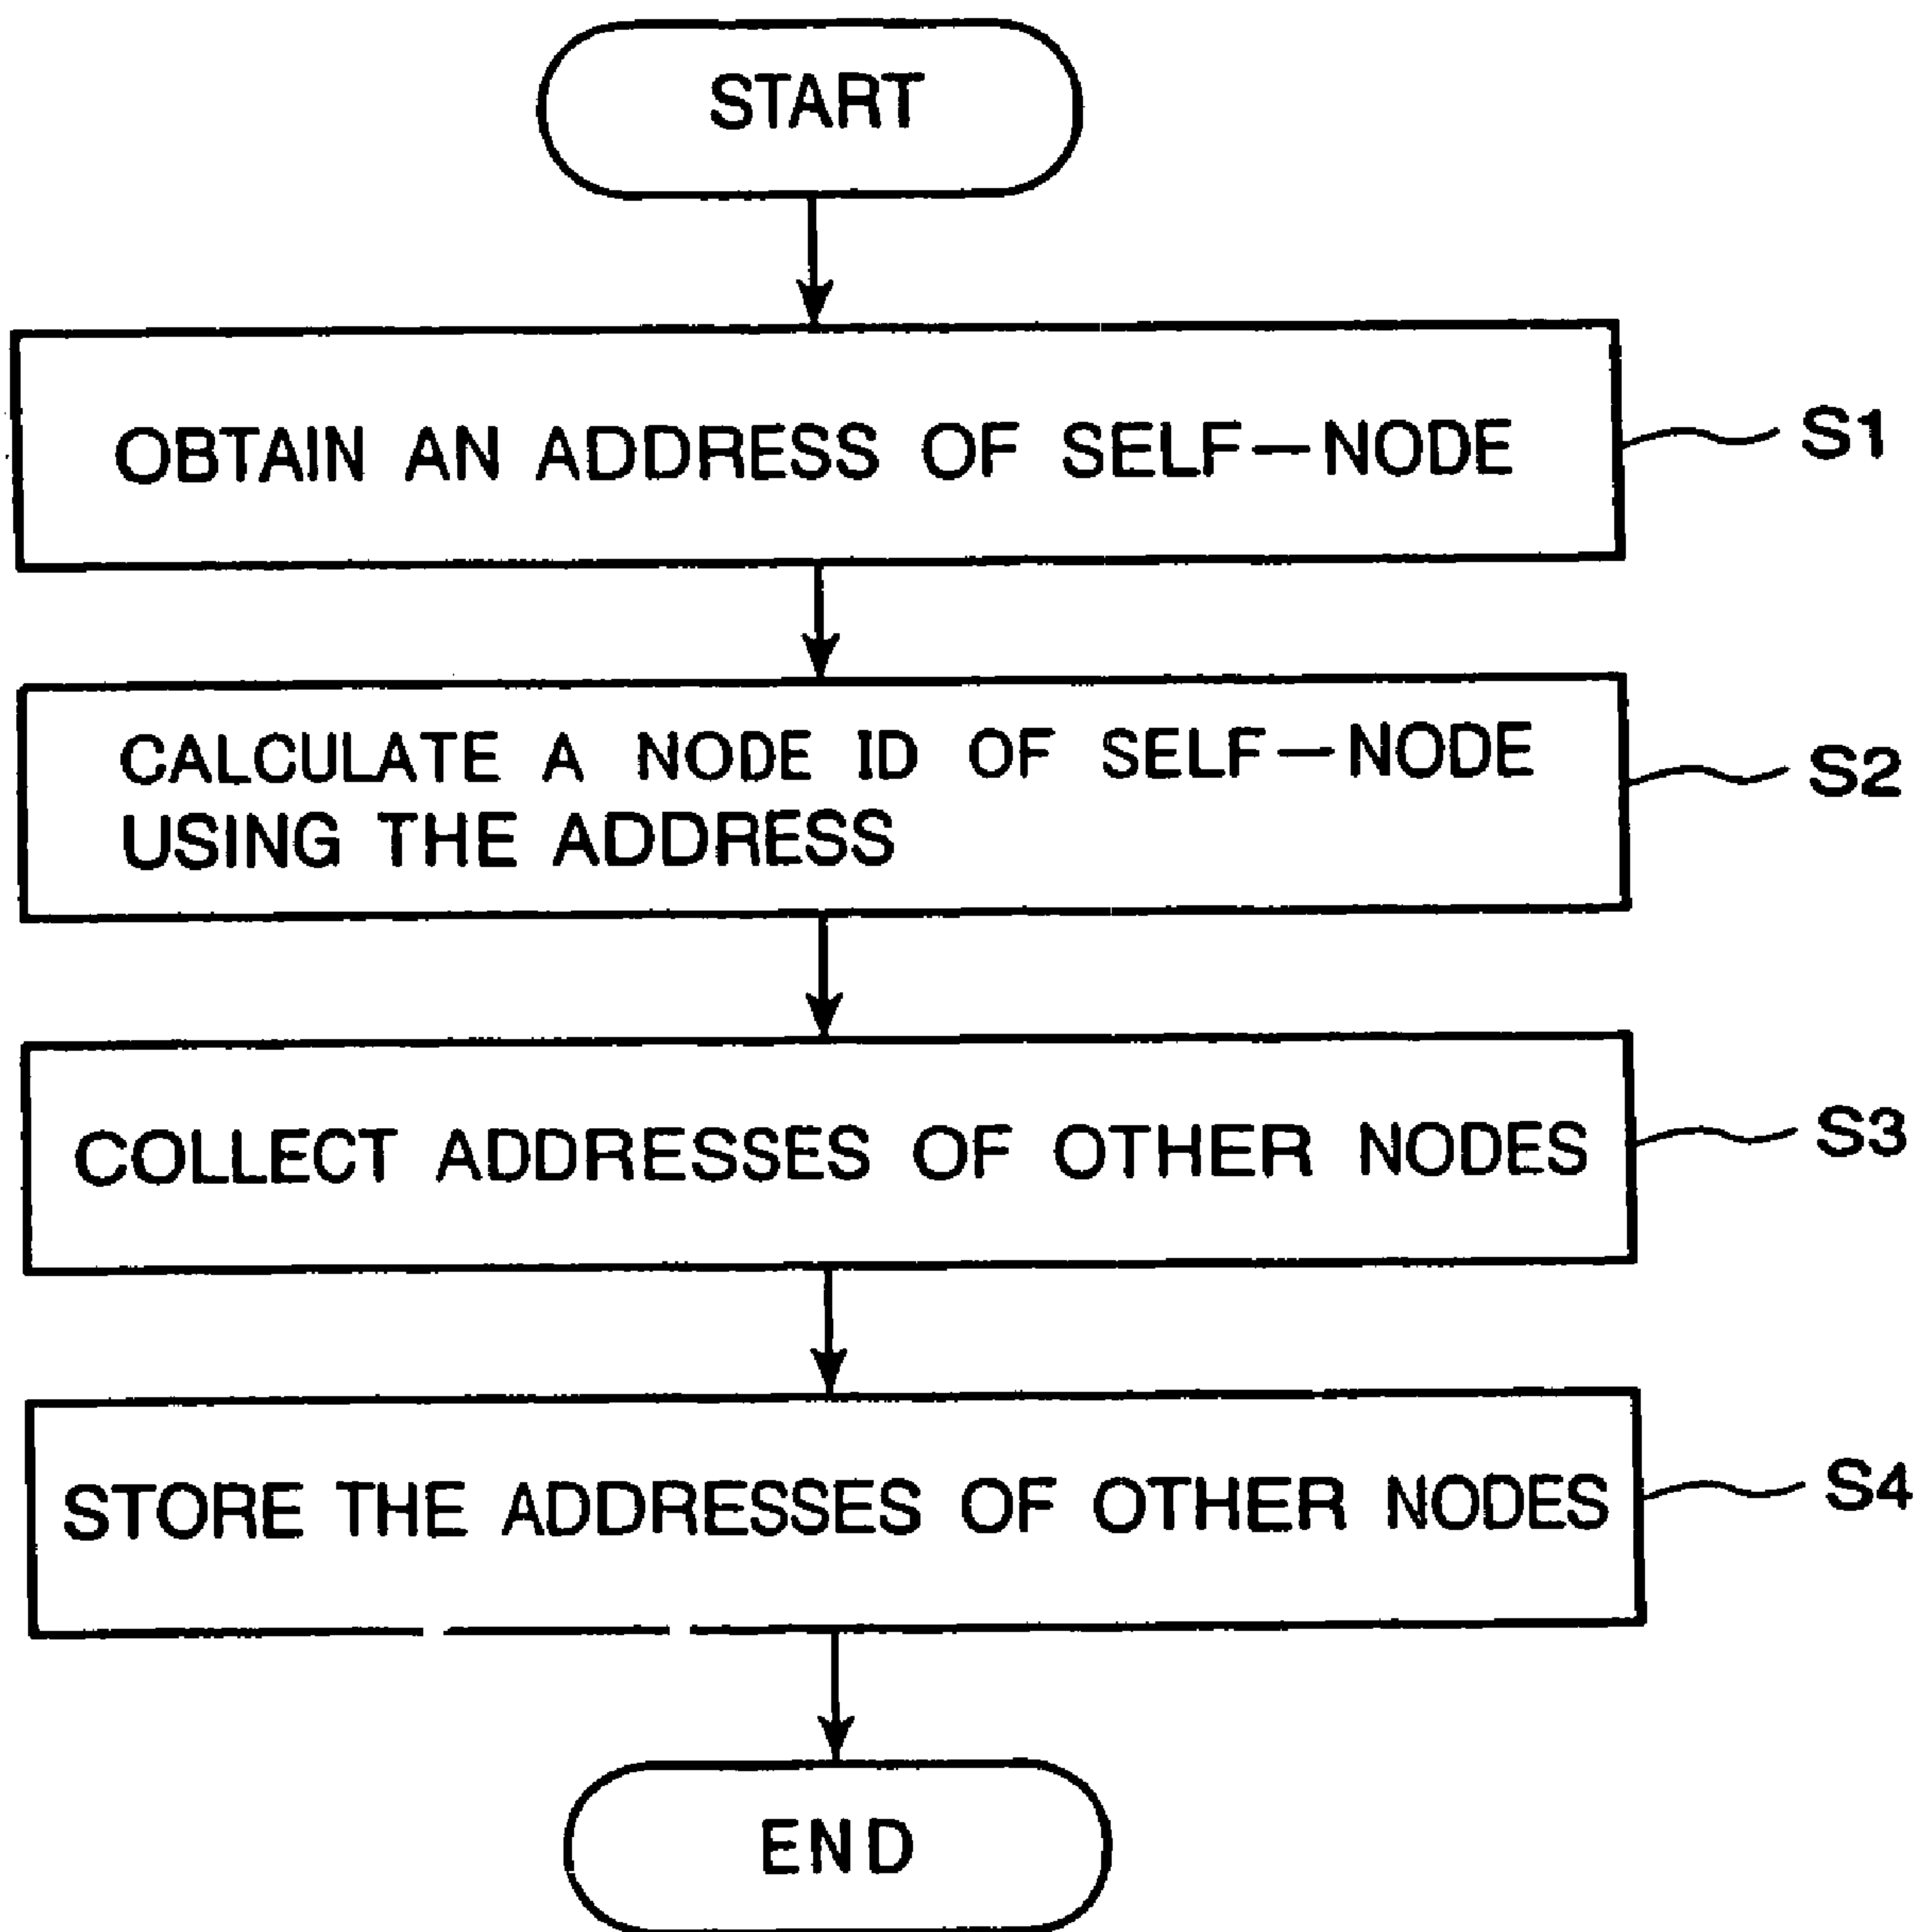 START
OBTAIN AN ADDRESS OF SELF—NODE
S1
CALCULATE A NODE ID OF SELF—NODE
USING THE ADDRESS
S2
COLLECT ADDRESSES OF OTHER NODES
S3
STORE THE ADDRESSES OF OTHER NODES
S4
END